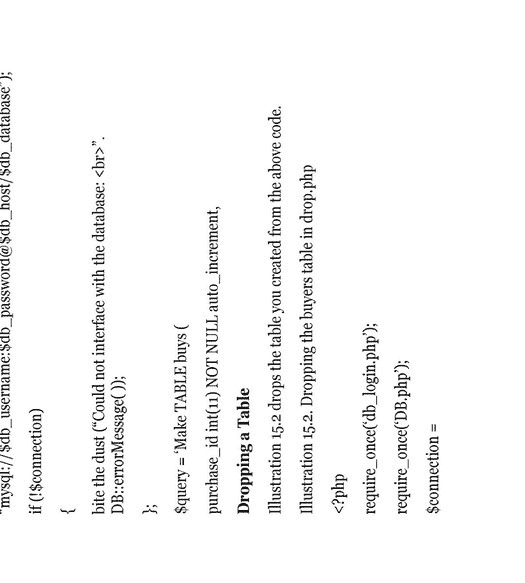 "mysql://$db_username:$db_password@$db_host/$db_database");
if (!$connection)
{
bite the dust (“Could not interface with the database: <br>”.
DB::errorMessage( ));
};
$query = ‘Make TABLE buys (
purchase_id int(11) NOT NULL auto_increment,
Dropping a Table
Illustration 15.2 drops the table you created from the above code.
Illustration 15.2. Dropping the buyers table in drop.php
<?php
require_once(‘db_login.php’);
require_once(‘DB.php’);
$connection =